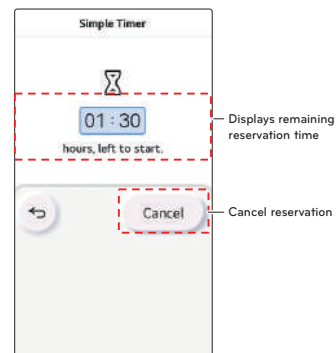 Simple Timer
01 : 30
hours, left to start.
Displays remaining
reservation time
Cancel
Cancel reservation